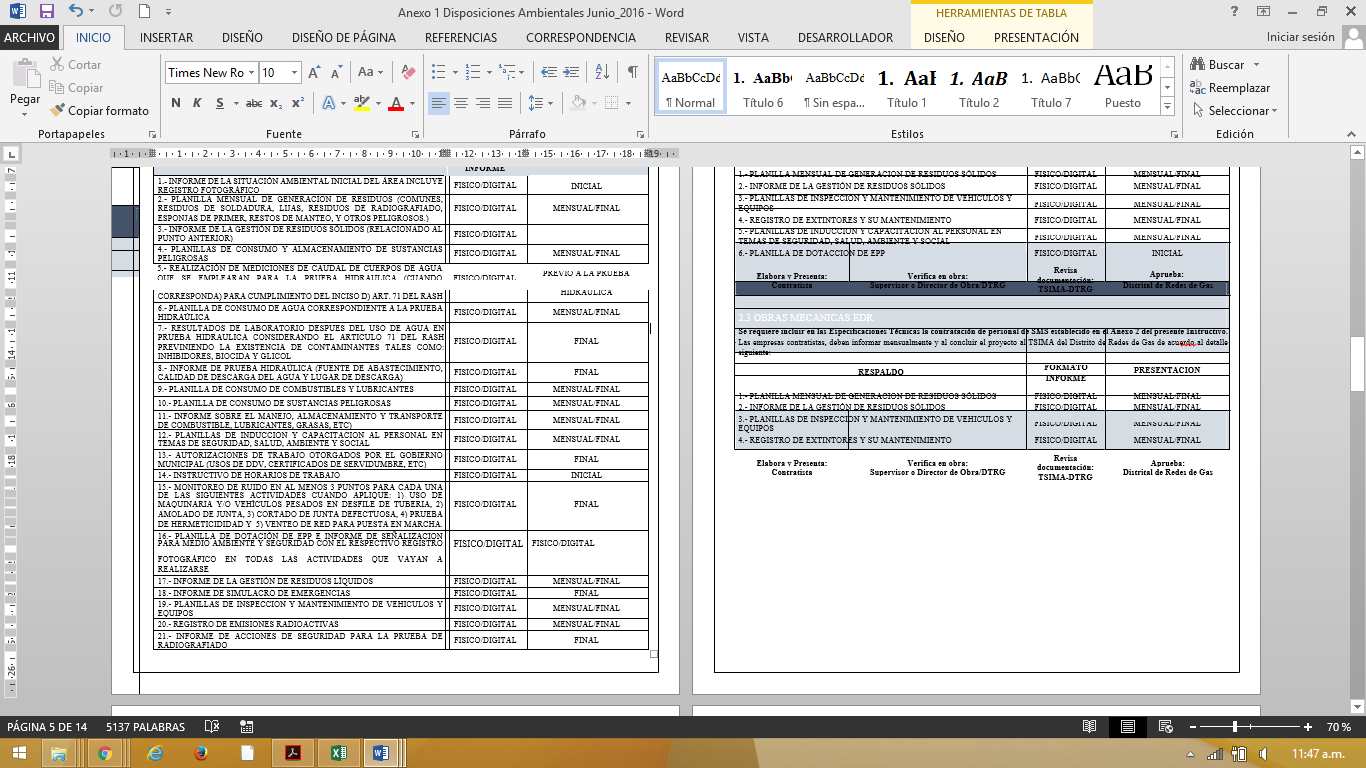 Anexo 1 Disposiciones Ambientales Junio_2016 - Word
HERRAMIENTAS DE TABLA
ARCHIVO
INICIO
INSERTAR
DISEÑO
DISEÑO DE PÁGINA
REFERENCIAS
CORRESPONDENCIA
REVISAR
VISTA
DESARROLLADOR
DISEÑO
PRESENTACIÓN
Iniciar sesión
Pegar
Cortar
Copiar
Copiar formato
Portapapeles
Times New Ro
10
Fuente
Párrafo
AaBbCcDd
¶ Normal
1. AaBb
Título 6
AaBbCcDd
¶ Sin espa...
1. AaB
Título 1
1. AaB
Título 2
1. AaBbC
Título 7
AaB
Puesto
Estilos
Buscar
Reemplazar
Seleccionar
Edición
INFORME
1.- INFORME DE LA SITUACIÓN AMBIENTAL INICIAL DEL ÁREA INCLUYE
REGISTRO FOTOGRÁFICO
FISICO/DIGITAL
INICIAL
2.- PLANILLA MENSUAL DE GENERACION DE RESIDUOS (COMUNES,
RESIDUOS DE SOLDADURA, LIJAS, RESIDUOS DE RADIOGRAFIADO,
ESPONJAS DE PRIMER, RESTOS DE MANTEO, Y OTROS PELIGROSOS.)
FISICO/DIGITAL
MENSUAL/FINAL
3.- INFORME DE LA GESTIÓN DE RESIDUOS SÓLIDOS (RELACIONADO AL
PUNTO ANTERIOR)
FISICO/DIGITAL
4.- PLANILLAS DE CONSUMO Y ALMACENAMIENTO DE SUSTANCIAS
PELIGROSAS
FISICO/DIGITAL
MENSUAL/FINAL
5.- REALIZACIÓN DE MEDICIONES DE CAUDAL DE CUERPOS DE AGUA
QUE SE EMPLEARAN PARA LA PRUEBA HIDRAULICA (CUANDO
FISICO/DIGITAL
PREVIO A LA PRUEBA
CORRESPONDA) PARA CUMPLIMIENTO DEL INCISO D) ART. 71 DEL RASH
HIDRAULICA
6.- PLANILLA DE CONSUMO DE AGUA CORRESPONDIENTE A LA PRUEBA
HIDRÁULICA
FISICO/DIGITAL
MENSUAL/FINAL
7.- RESULTADOS DE LABORATORIO DESPUES DEL USO DE AGUA EN
PRUEBA HIDRAULICA CONSIDERANDO EL ARTICULO 71 DEL RASH
PREVINIENDO LA EXISTENCIA DE CONTAMINANTES TALES COMO:
INHIBIDORES, BIOCIDA Y GLICOL
FISICO/DIGITAL
FINAL
8.- INFORME DE PRUEBA HIDRAÚLICA (FUENTE DE ABASTECIMIENTO,
CALIDAD DE DESCARGA DEL AGUA Y LUGAR DE DESCARGA)
FISICO/DIGITAL
FINAL
9.- PLANILLA DE CONSUMO DE COMBUSTIBLES Y LUBRICANTES
FISICO/DIGITAL
MENSUAL/FINAL
10.- PLANILLA DE CONSUMO DE SUSTANCIAS PELIGROSAS
FISICO/DIGITAL
MENSUAL/FINAL
11.- INFORME SOBRE EL MANEJO, ALMACENAMIENTO Y TRANSPORTE
DE COMBUSTIBLE, LUBRICANTES, GRASAS, ETC)
FISICO/DIGITAL
MENSUAL/FINAL
12.- PLANILLAS DE INDUCCION Y CAPACITACION AL PERSONAL EN
TEMAS DE SEGURIDAD, SALUD, AMBIENTE Y SOCIAL
FISICO/DIGITAL
MENSUAL/FINAL
13.- AUTORIZACIONES DE TRABAJO OTORGADOS POR EL GOBIERNO
MUNICIPAL (USOS DE DDV, CERTIFICADOS DE SERVIDUMBRE, ETC)
FISICO/DIGITAL
FINAL
14.- INSTRUCTIVO DE HORARIOS DE TRABAJO
FISICO/DIGITAL
INICIAL
15.- MONITOREO DE RUIDO EN AL MENOS 3 PUNTOS PARA CADA UNA
DE LAS SIGUIENTES ACTIVIDADES CUANDO APLIQUE: 1) USO DE
MAQUINARIA Y/O VEHÍCULOS PESADOS EN DESFILE DE TUBERIA, 2)
AMOLADO DE JUNTA, 3) CORTADO DE JUNTA DEFECTUOSA, 4) PRUEBA
DE HERMETICIDIDAD Y 5) VENTEO DE RED PARA PUESTA EN MARCHA.
FISICO/DIGITAL
FINAL
16.- PLANILLA DE DOTACIÓN DE EPP E INFORME DE SEÑALIZACION
PARA MEDIO AMBIENTE Y SEGURIDAD CON EL RESPECTIVO REGISTRO
FOTOGRÁFICO EN TODAS LAS ACTIVIDADES QUE VAYAN A
REALIZARSE
FISICO/DIGITAL
FISICO/DIGITAL
17.- INFORME DE LA GESTIÓN DE RESIDUOS LÍQUIDOS
FISICO/DIGITAL
MENSUAL/FINAL
18.- INFORME DE SIMULACRO DE EMERGENCIAS
FISICO/DIGITAL
FINAL
19.- PLANILLAS DE INSPECCION Y MANTENIMIENTO DE VEHICULOS Y
EQUIPOS
FISICO/DIGITAL
MENSUAL/FINAL
20.- REGISTRO DE EMISIONES RADIOACTIVAS
FISICO/DIGITAL
MENSUAL/FINAL
21.- INFORME DE ACCIONES DE SEGURIDAD PARA LA PRUEBA DE
RADIOGRAFIADO
FISICO/DIGITAL
FINAL
1.- PLANILLA MENSUAL DE GENERACION DE RESIDUOS SÓLIDOS
FISICO/DIGITAL
MENSUAL/FINAL
2.- INFORME DE LA GESTIÓN DE RESIDUOS SÓLIDOS
FISICO/DIGITAL
MENSUAL/FINAL
3.- PLANILLAS DE INSPECCION Y MANTENIMIENTO DE VEHICULOS Y
EQUIPOS
FISICO/DIGITAL
MENSUAL/FINAL
4.- REGISTRO DE EXTINTORES Y SU MANTENIMIENTO
FISICO/DIGITAL
MENSUAL/FINAL
5.- PLANILLAS DE INDUCCION Y CAPACITACION AL PERSONAL EN
TEMAS DE SEGURIDAD, SALUD, AMBIENTE Y SOCIAL
FISICO/DIGITAL
MENSUAL/FINAL
6.- PLANILLA DE DOTACCION DE EPP
FISICO/DIGITAL
INICIAL
Elabora y Presenta:
Contratista
Verifica en obra:
Supervisor o Director de Obra/DTRG
Revisa
documentación:
TSIMA-DTRG
Aprueba:
Distrital de Redes de Gas
2.3 OBRAS MECANICAS EDR
Se requiere incluir en las Especificaciones Técnicas la contratación de personal de SMS establecido en el Anexo 2 del presente Instructivo.
Las empresas contratistas, deben informar mensualmente y al concluir el proyecto al TSIMA del Distrito de Redes de Gas de acuerdo al detalle
siguiente:
RESPALDO
FORMATO
INFORME
PRESENTACION
1.- PLANILLA MENSUAL DE GENERACION DE RESIDUOS SÓLIDOS
FISICO/DIGITAL
MENSUAL/FINAL
2.- INFORME DE LA GESTIÓN DE RESIDUOS SÓLIDOS
FISICO/DIGITAL
MENSUAL/FINAL
3.- PLANILLAS DE INSPECCION Y MANTENIMIENTO DE VEHICULOS Y
EQUIPOS
FISICO/DIGITAL
MENSUAL/FINAL
4.- REGISTRO DE EXTINTORES Y SU MANTENIMIENTO
FISICO/DIGITAL
MENSUAL/FINAL
Elabora y Presenta:
Contratista
Verifica en obra:
Supervisor o Director de Obra/DTRG
Revisa
documentación:
TSIMA-DTRG
Aprueba:
Distrital de Redes de Gas
PÁGINA 5 DE 14
5137 PALABRAS
70 %
11:47 a.m.